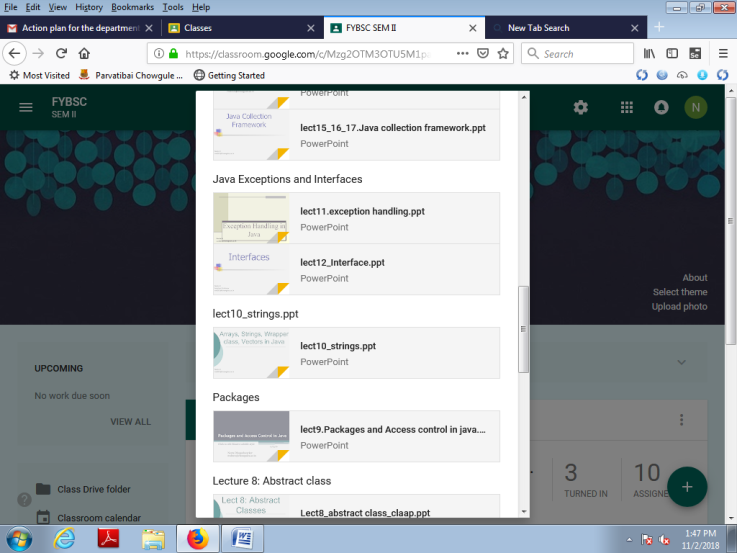 File Edit View History Bookmarks Tools Help
Action plan for the department
Classes
FYBSC SEM II
New Tab Search
https://classroom.google.com/c/Mzg2OTM3OTU5M1pa
Search
Most Visited
Parvatibai Chowgule ...
Getting Started
FYBSC
SEM II
N
PowerPoint
Java Collection
Framework
lect15_16_17.Java collection framework.ppt
PowerPoint
Java Exceptions and Interfaces
Exception Handling in
Java
lect11.exception handling.ppt
PowerPoint
Interfaces
lect12_Interface.ppt
PowerPoint
About
Select theme
Upload photo
lect10_strings.ppt
Arrays, Strings, Wrapper
class, Vectors in Java
lect10_strings.ppt
PowerPoint
UPCOMING
No work due soon
VIEW ALL
Packages
Packages and Access Control in Java
lect9.Packages and Access control in java....
PowerPoint
Lecture 8: Abstract class
Lect 8: Abstract
Classes
Lect8_abstract class_claap.ppt
3
TURNED IN
10
ASSIGNE
Class Drive folder
Classroom calendar
1:47 PM
11/2/2018